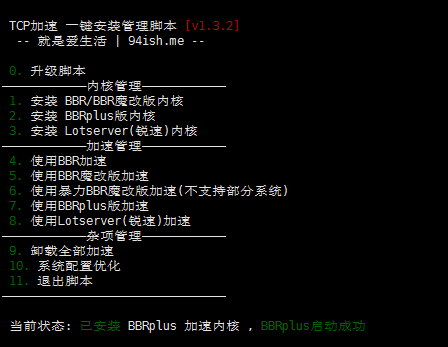 TCP加速 一键安装管理脚本 [v1.3.2]
-- 就是爱生活 | 94ish.me --
0. 升级脚本
————————————内核管理————————————
1. 安装 BBR/BBR魔改版内核
2. 安装 BBRplus版内核
3. 安装 Lotserver(锐速)内核
————————————加速管理————————————
4. 使用BBR加速
5. 使用BBR魔改版加速
6. 使用暴力BBR魔改版加速(不支持部分系统)
7. 使用BBRplus版加速
8. 使用Lotserver(锐速)加速
————————————杂项管理————————————
9. 卸载全部加速
10. 系统配置优化
11. 退出脚本
————————————————————————————————
当前状态: 已安装 BBRplus 加速内核 , BBRplus启动成功